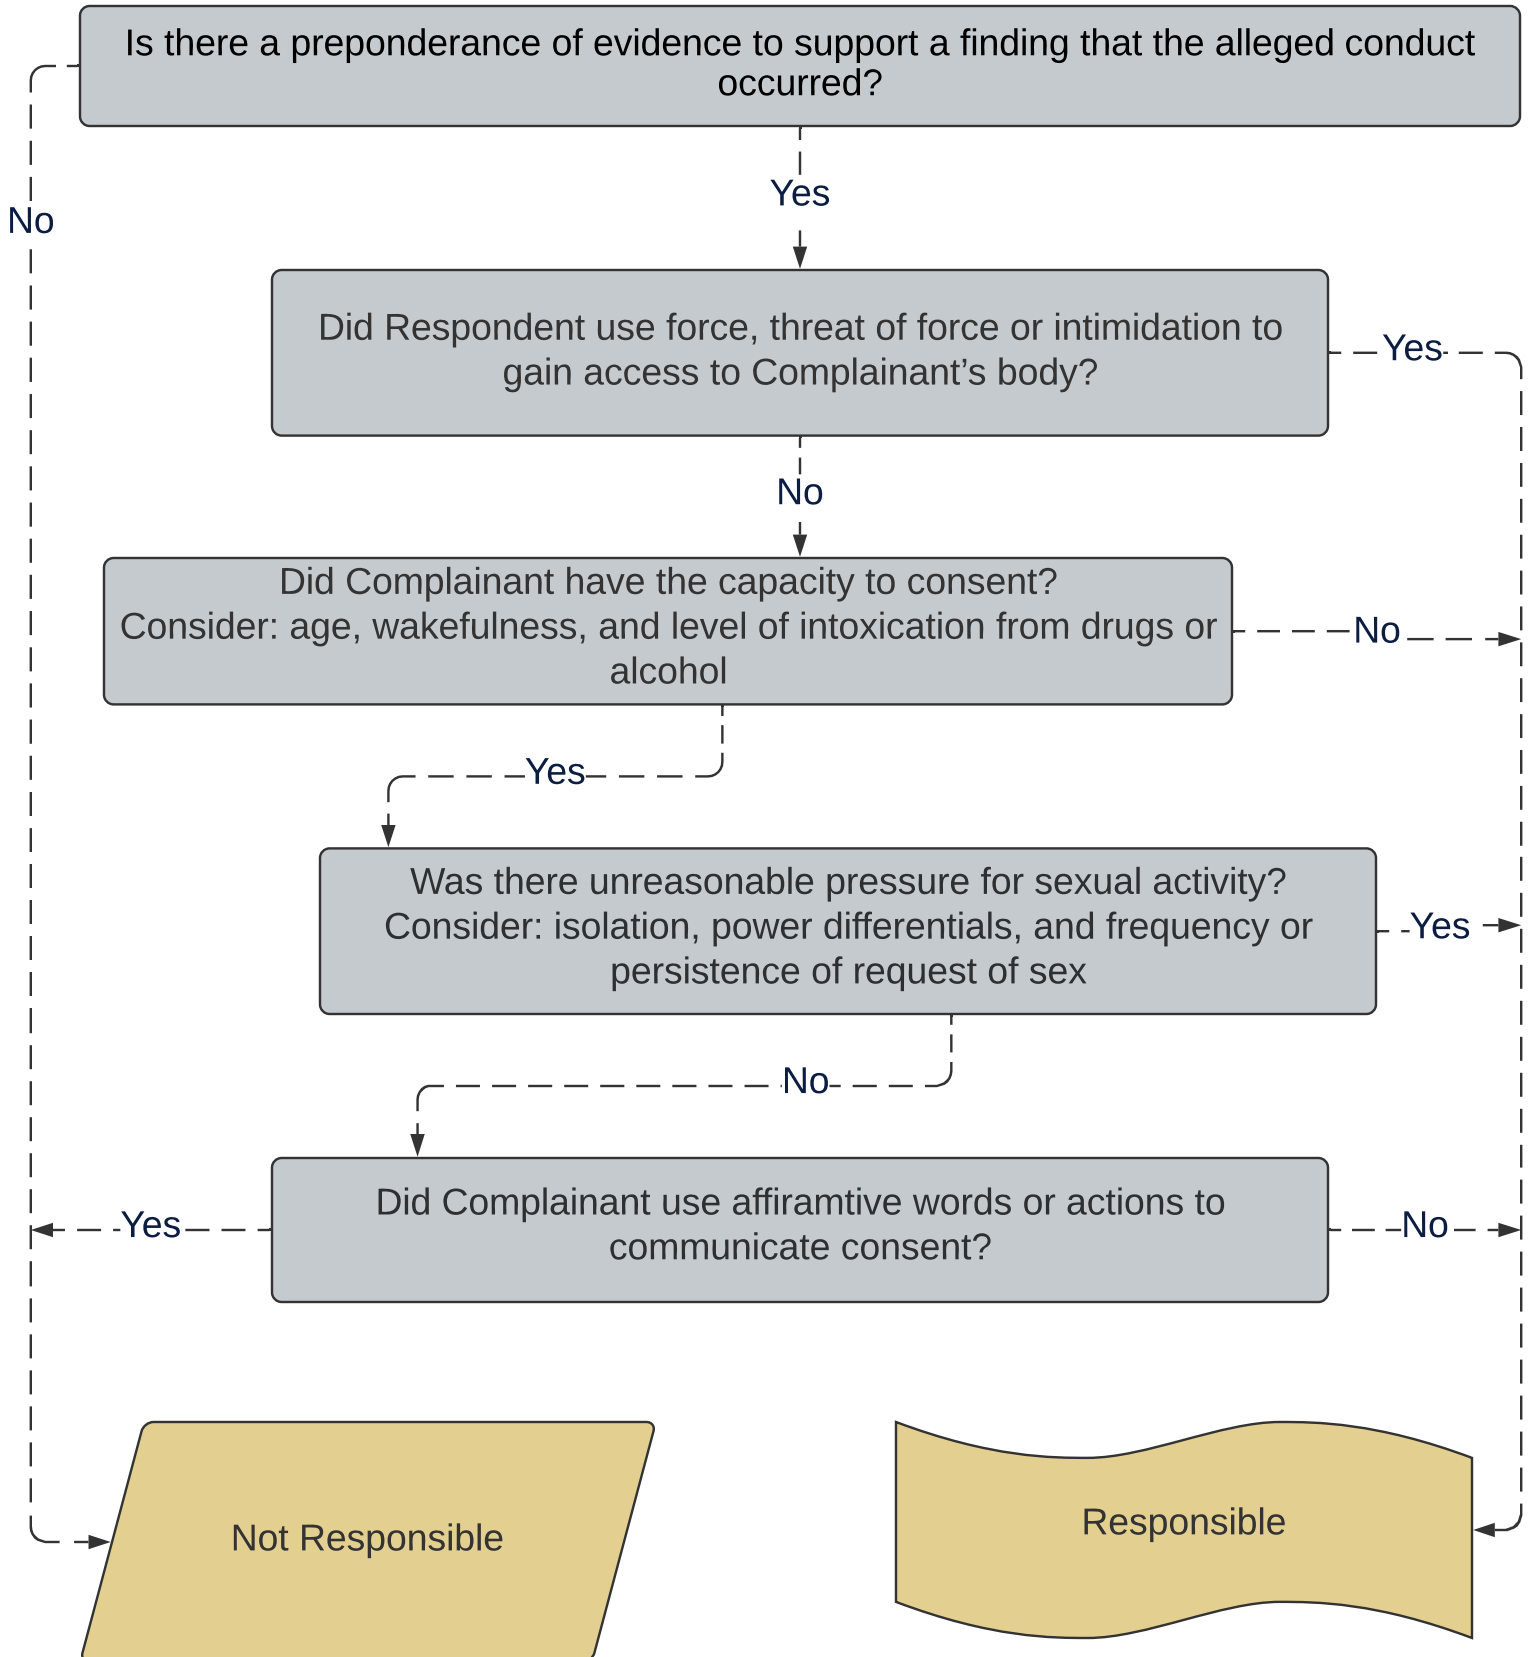 Is there a preponderance of evidence to support a finding that the alleged conduct
occurred?
No
Yes
Did Respondent use force, threat of force or intimidation to
gain access to Complainant’s body?
Yes
No
Did Complainant have the capacity to consent?
Consider: age, wakefulness, and level of intoxication from drugs or
alcohol
No
Yes
Was there unreasonable pressure for sexual activity?
Consider: isolation, power differentials, and frequency or
persistence of request of sex
Yes
No
Did Complainant use affiramtive words or actions to
communicate consent?
Yes
No
Not Responsible
Responsible